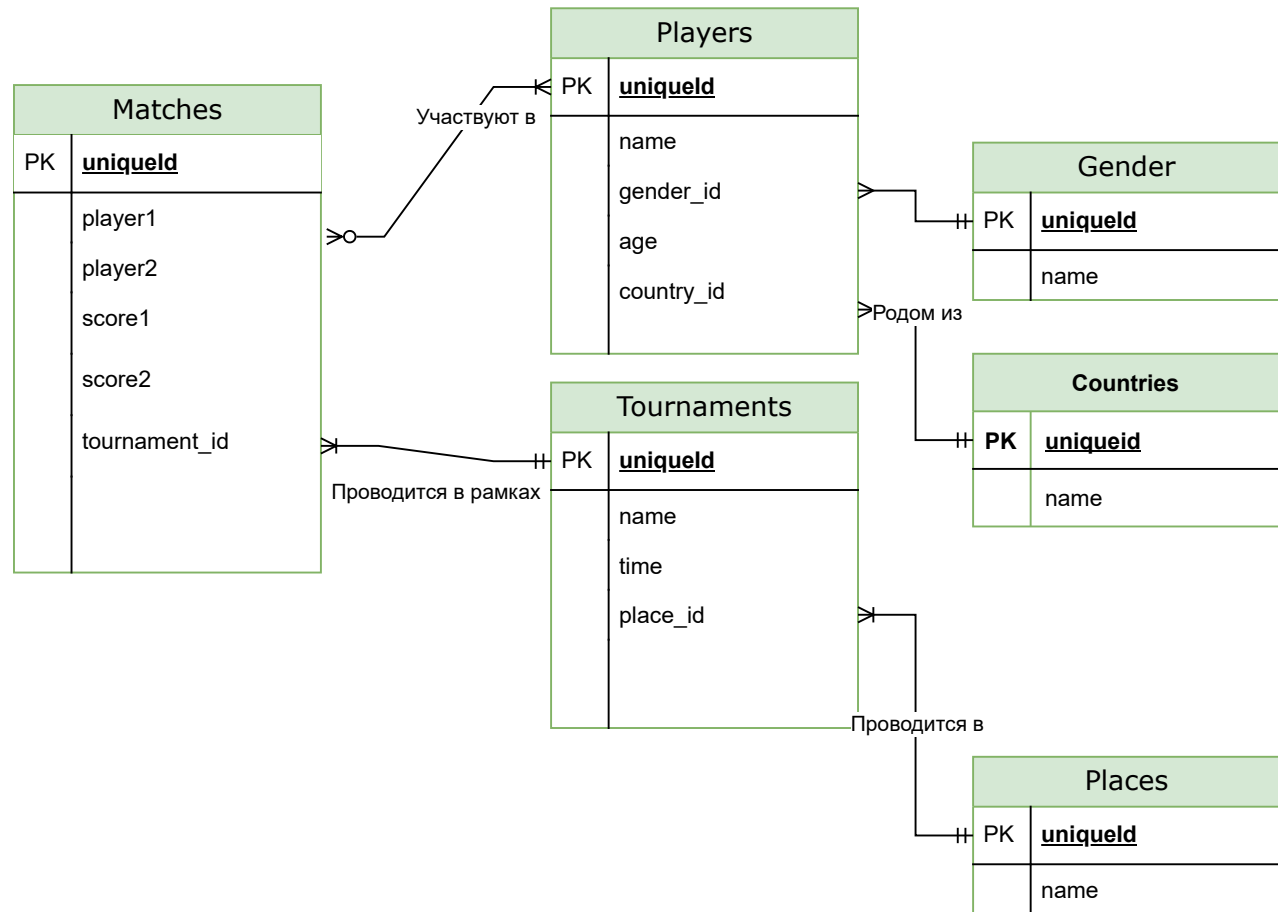 Players
PK uniqueId
name
gender_id
age
country_id
Matches
PK uniqueId
player1
player2
score1
score2
tournament_id
Участвуют в
Gender
PK uniqueId
name
Родом из
Countries
PK uniqueid
name
Tournaments
PK uniqueId
name
time
place_id
Проводится в рамках
Проводится в
Places
PK uniqueId
name